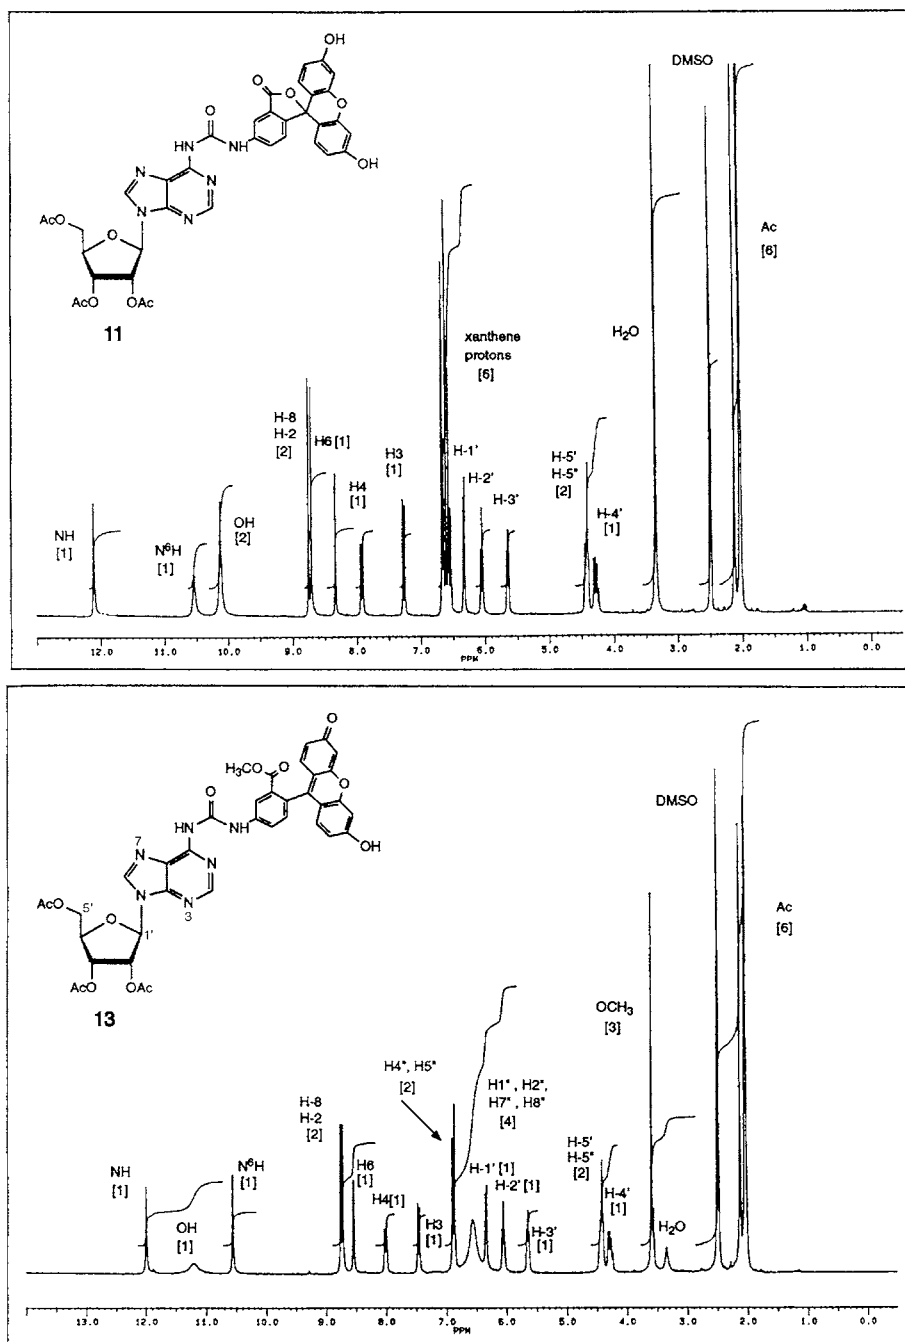 OH
O
O
O
O
NH
NH
OH
N
N
N
N
AcO
O
AcO
OAc
11
DMSO
Ac
[6]
H₂O
xanthene
protons
[6]
H-8
H-2
[2]
H6 [1]
H4
[1]
H3
[1]
H-1'
H-2'
H-3'
H-5'
H-5"
[2]
H-4'
[1]
NH
[1]
N⁶H
[1]
OH
[2]
12.0 11.0 10.0 9.0 8.0 7.0 6.0 5.0 4.0 3.0 2.0 1.0 0.0
PPM
O
H₃CO
O
O
O
NH
NH
OH
7
N
N
N
N
3
AcO
5'
O
1'
AcO
OAc
13
DMSO
Ac
[6]
OCH₃
[3]
H4", H5"
[2]
H1" , H2",
H7" , H8"
[4]
H-8
H-2
[2]
NH
[1]
OH
[1]
N⁶H
[1]
H6
[1]
H4[1]
H3
[1]
H-1' [1]
H-2' [1]
H-3'
[1]
H-5'
H-5"
[2]
H-4'
[1]
H₂O
13.0 12.0 11.0 10.0 9.0 8.0 7.0 6.0 5.0 4.0 3.0 2.0 1.0 0.0
PPM